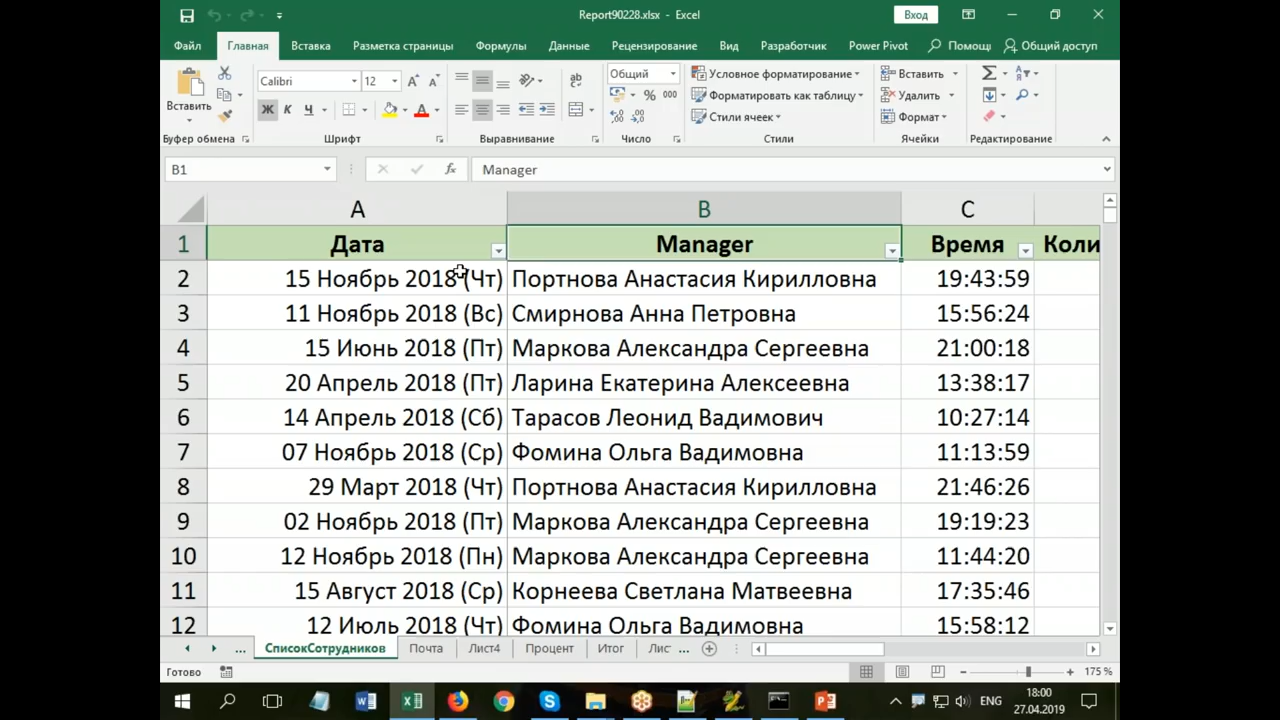 Report90228.xlsx - Excel
Вход
Файл Главная Вставка Разметка страницы Формулы Данные Рецензирование Вид Разработчик Power Pivot Помощь Общий доступ
Calibri 12 Общий Условное форматирование Вставить
Вставить Ж К Ч % 000 Форматировать как таблицу Удалить
Стили ячеек Формат
Буфер обмена Шрифт Выравнивание Число Стили Ячейки Редактирование
B1 fx Manager
A B C
1 Дата Manager Время Коли
2 15 Ноябрь 2018 (Чт) Портнова Анастасия Кирилловна 19:43:59
3 11 Ноябрь 2018 (Вс) Смирнова Анна Петровна 15:56:24
4 15 Июнь 2018 (Пт) Маркова Александра Сергеевна 21:00:18
5 20 Апрель 2018 (Пт) Ларина Екатерина Алексеевна 13:38:17
6 14 Апрель 2018 (Сб) Тарасов Леонид Вадимович 10:27:14
7 07 Ноябрь 2018 (Ср) Фомина Ольга Вадимовна 11:13:59
8 29 Март 2018 (Чт) Портнова Анастасия Кирилловна 21:46:26
9 02 Ноябрь 2018 (Пт) Маркова Александра Сергеевна 19:19:23
10 12 Ноябрь 2018 (Пн) Маркова Александра Сергеевна 11:44:20
11 15 Август 2018 (Ср) Корнеева Светлана Матвеевна 17:35:46
12 12 Июль 2018 (Чт) Фомина Ольга Вадимовна 15:58:12
... СписокСотрудников Почта Лист4 Процент Итог Лис ...
Готово 175 %
ENG 18:00
27.04.2019